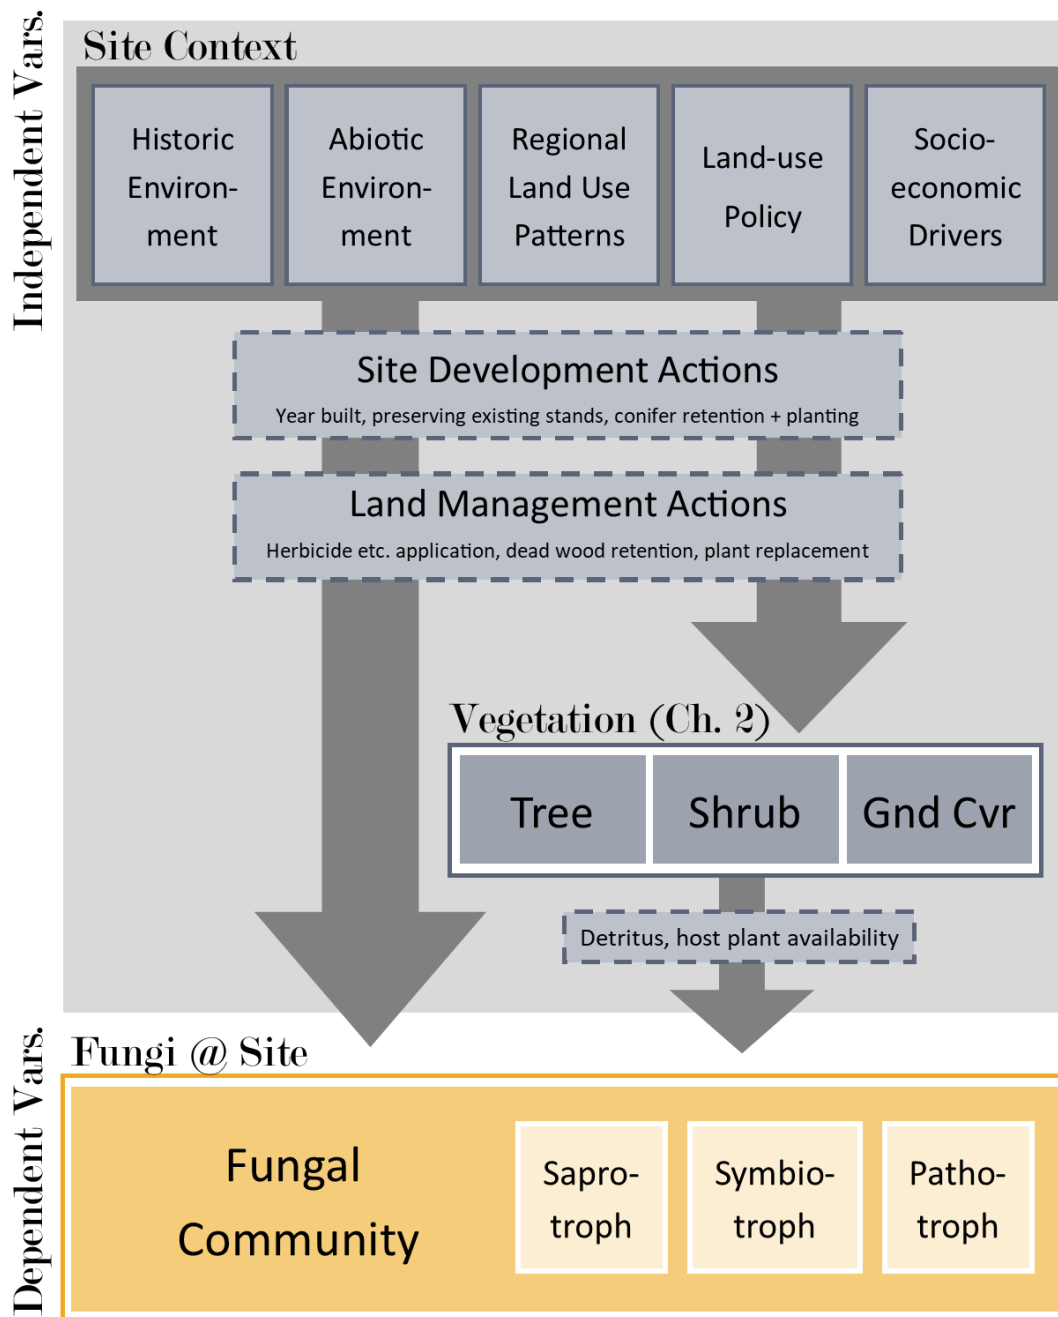 Independent Vars.
Site Context
Historic
Environ-
ment
Abiotic
Environ-
ment
Regional
Land Use
Patterns
Land-use
Policy
Socio-
economic
Drivers
Site Development Actions
Year built, preserving existing stands, conifer retention + planting
Land Management Actions
Herbicide etc. application, dead wood retention, plant replacement
Vegetation (Ch. 2)
Tree
Shrub
Gnd Cvr
Detritus, host plant availability
Dependent Vars.
Fungi @ Site
Fungal
Community
Sapro-
troph
Symbio-
troph
Patho-
troph